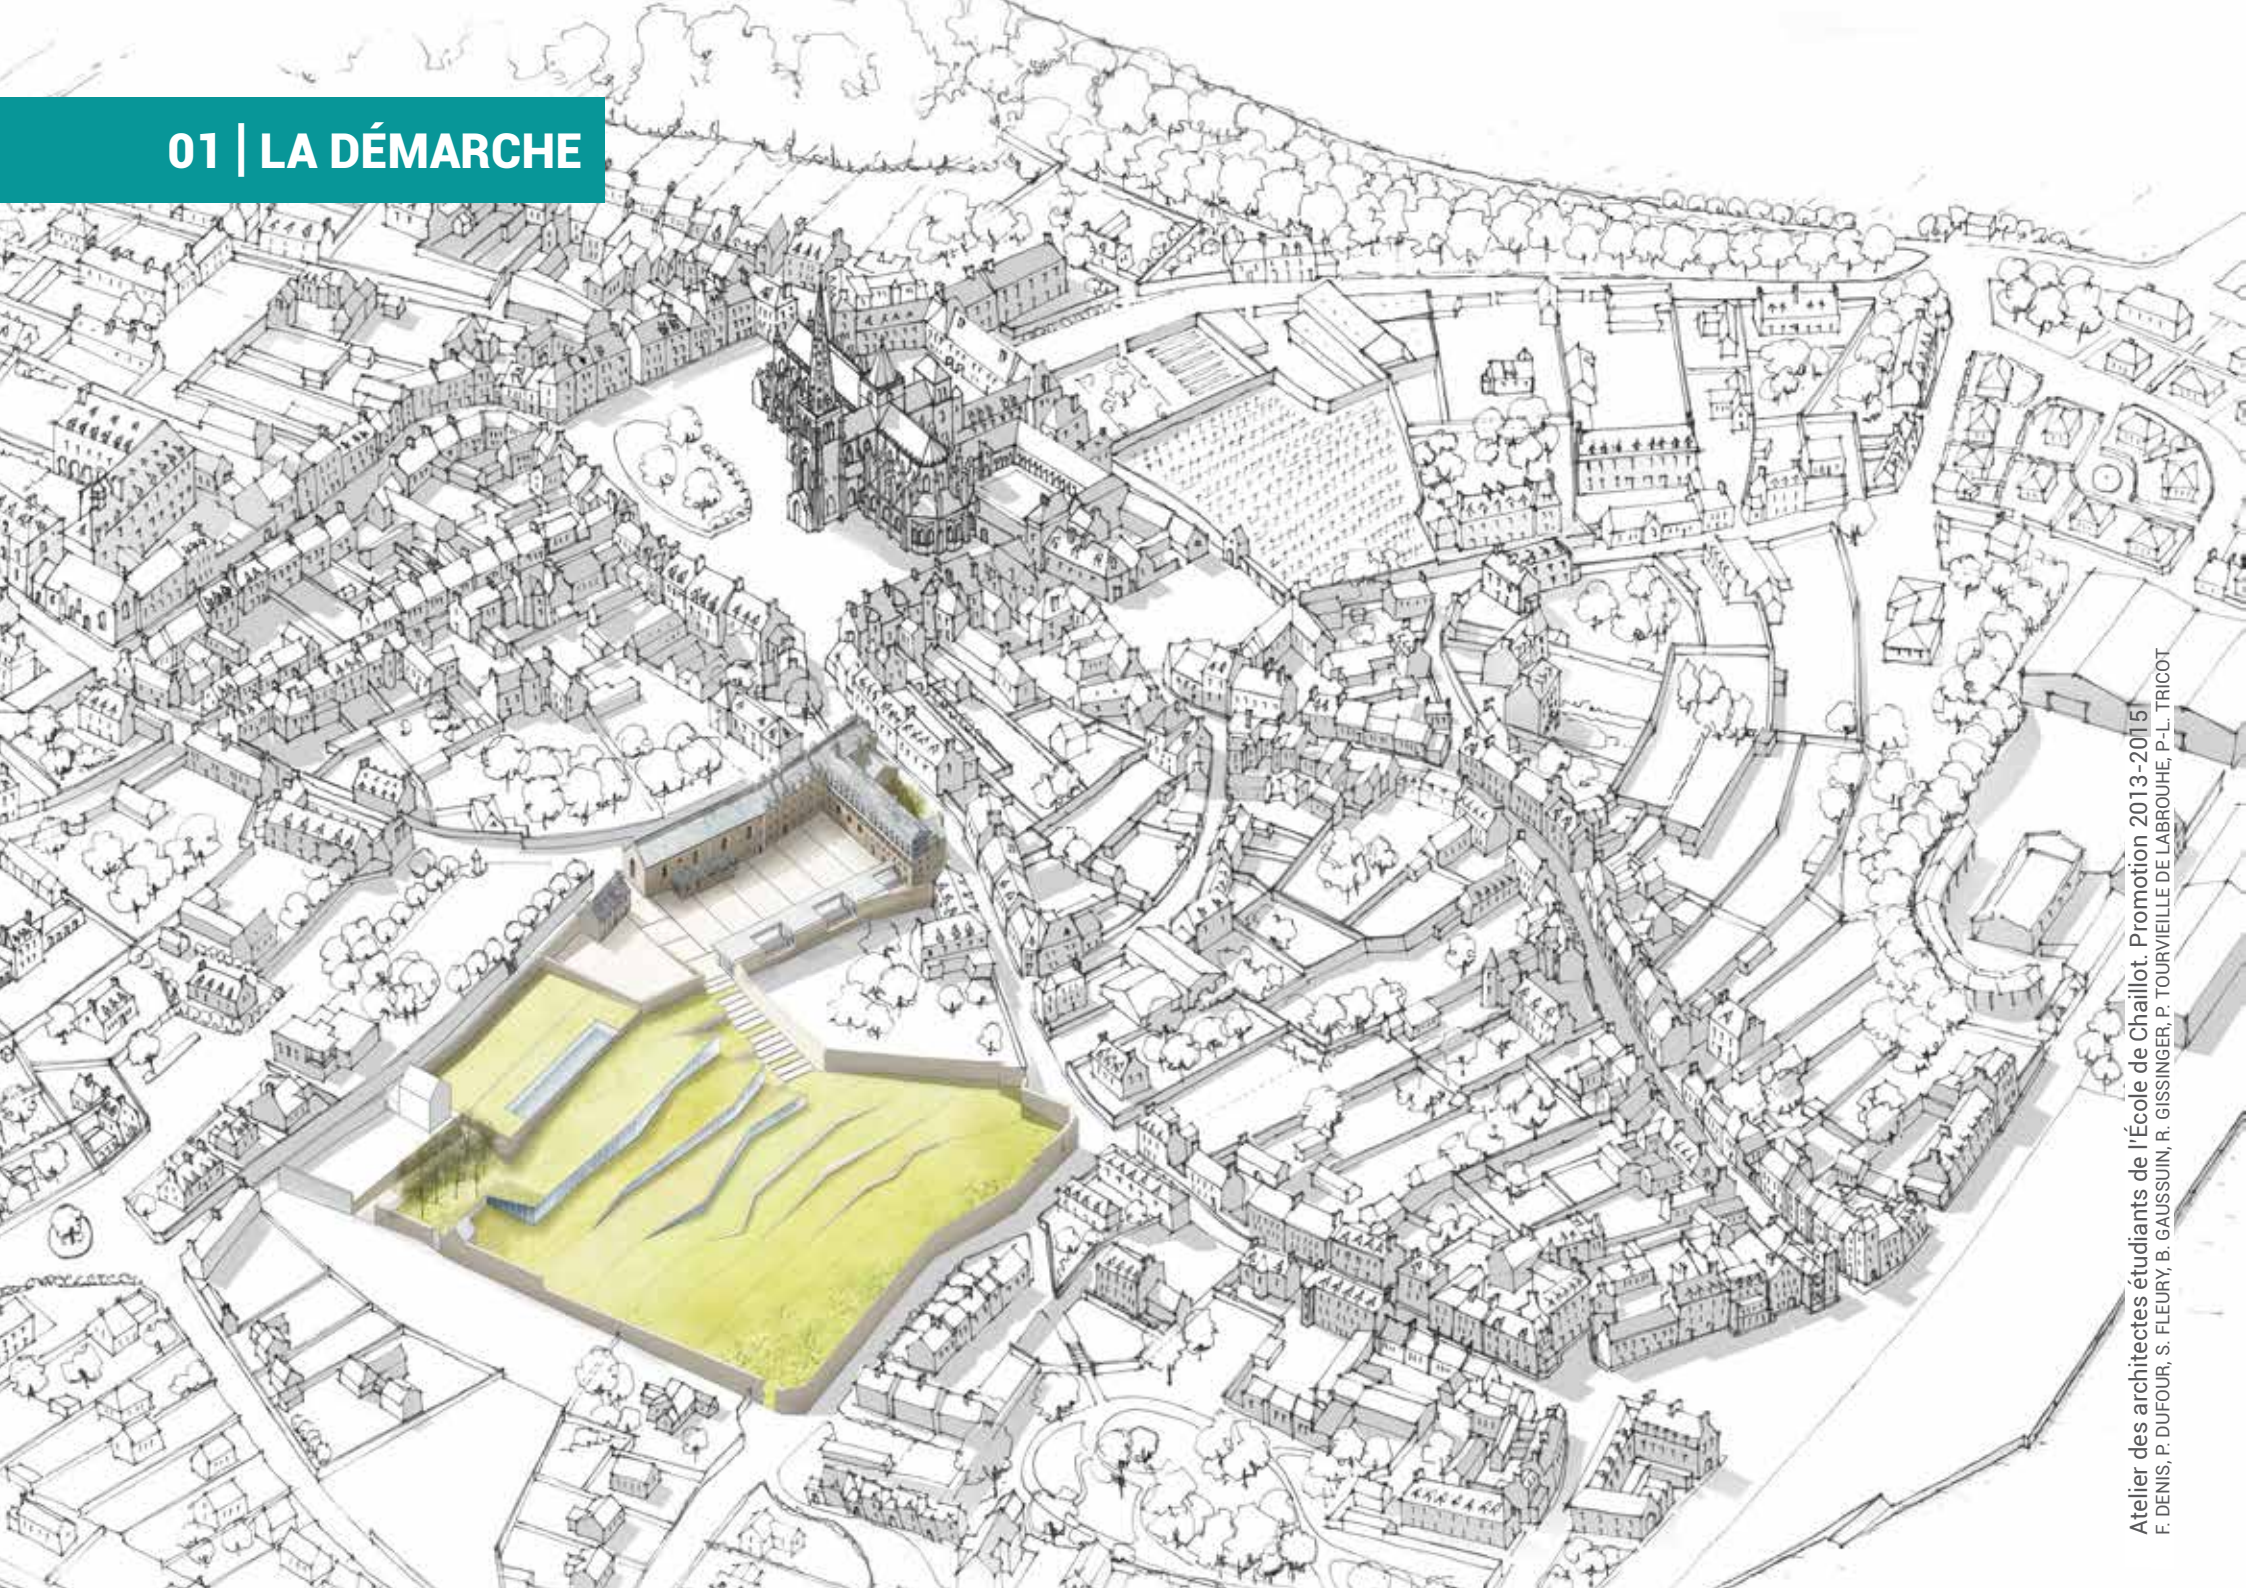 01 | LA DÉMARCHE
Atelier des architectes étudiants de l'École de Chaillot. Promotion 2013-2015
F. DENIS, P. DUFOUR, S. FLEURY, B. GAUSSUIN, R. GISSINGER, P. TOURVIEILLE DE LABROUHE, P-L. TRICOT